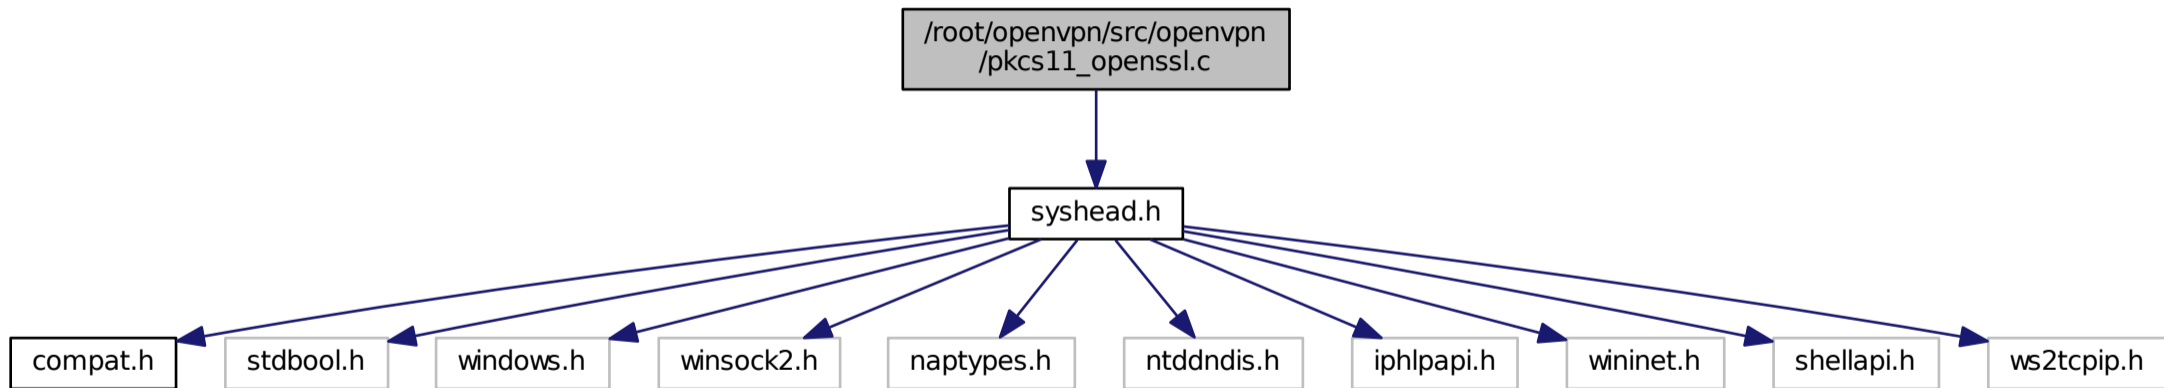 /root/openvpn/src/openvpn
/pkcs11_openssl.c
syshead.h
compat.h
stdbool.h
windows.h
winsock2.h
naptypes.h
ntddndis.h
iphlpapi.h
wininet.h
shellapi.h
ws2tcpip.h